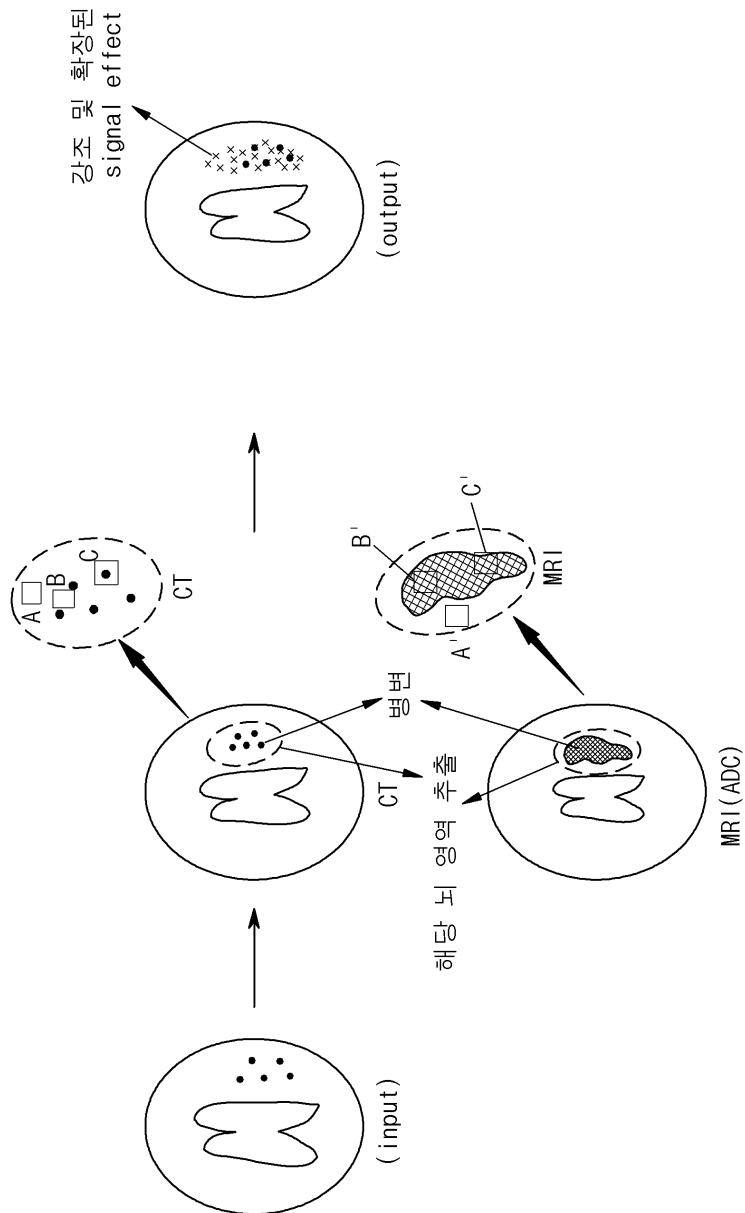 (input)
CT
MRI(ADC)
해당 뇌 영역 추출
병변
A
B
C
CT
A'
B'
C'
MRI
(output)
강조 및 확장된
signal effect